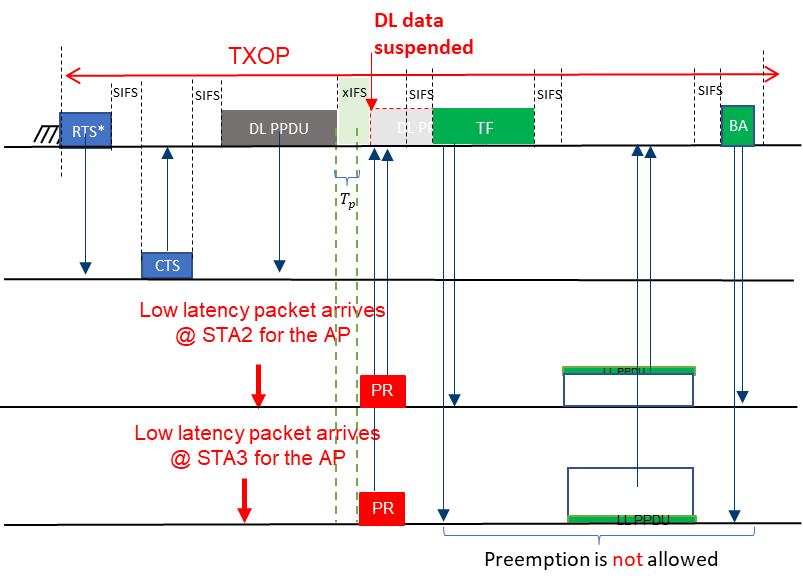 DL data
suspended
TXOP
SIFS
SIFS
xIFS
SIFS
SIFS
SIFS
RTS*
DL PPDU
DL P
TF
BA
Tp
CTS
Low latency packet arrives
@ STA2 for the AP
LL PPDU
PR
Low latency packet arrives
@ STA3 for the AP
PR
LL PPDU
Preemption is not allowed